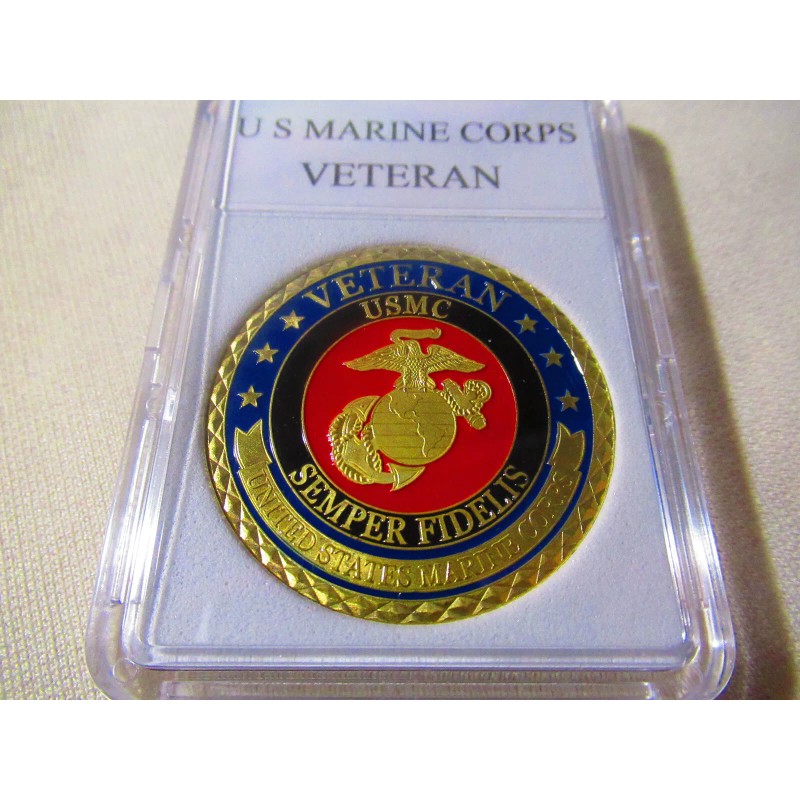 U S MARINE CORPS
VETERAN
VETERAN
USMC
SEMPER FIDELIS
UNITED STATES MARINE CORPS